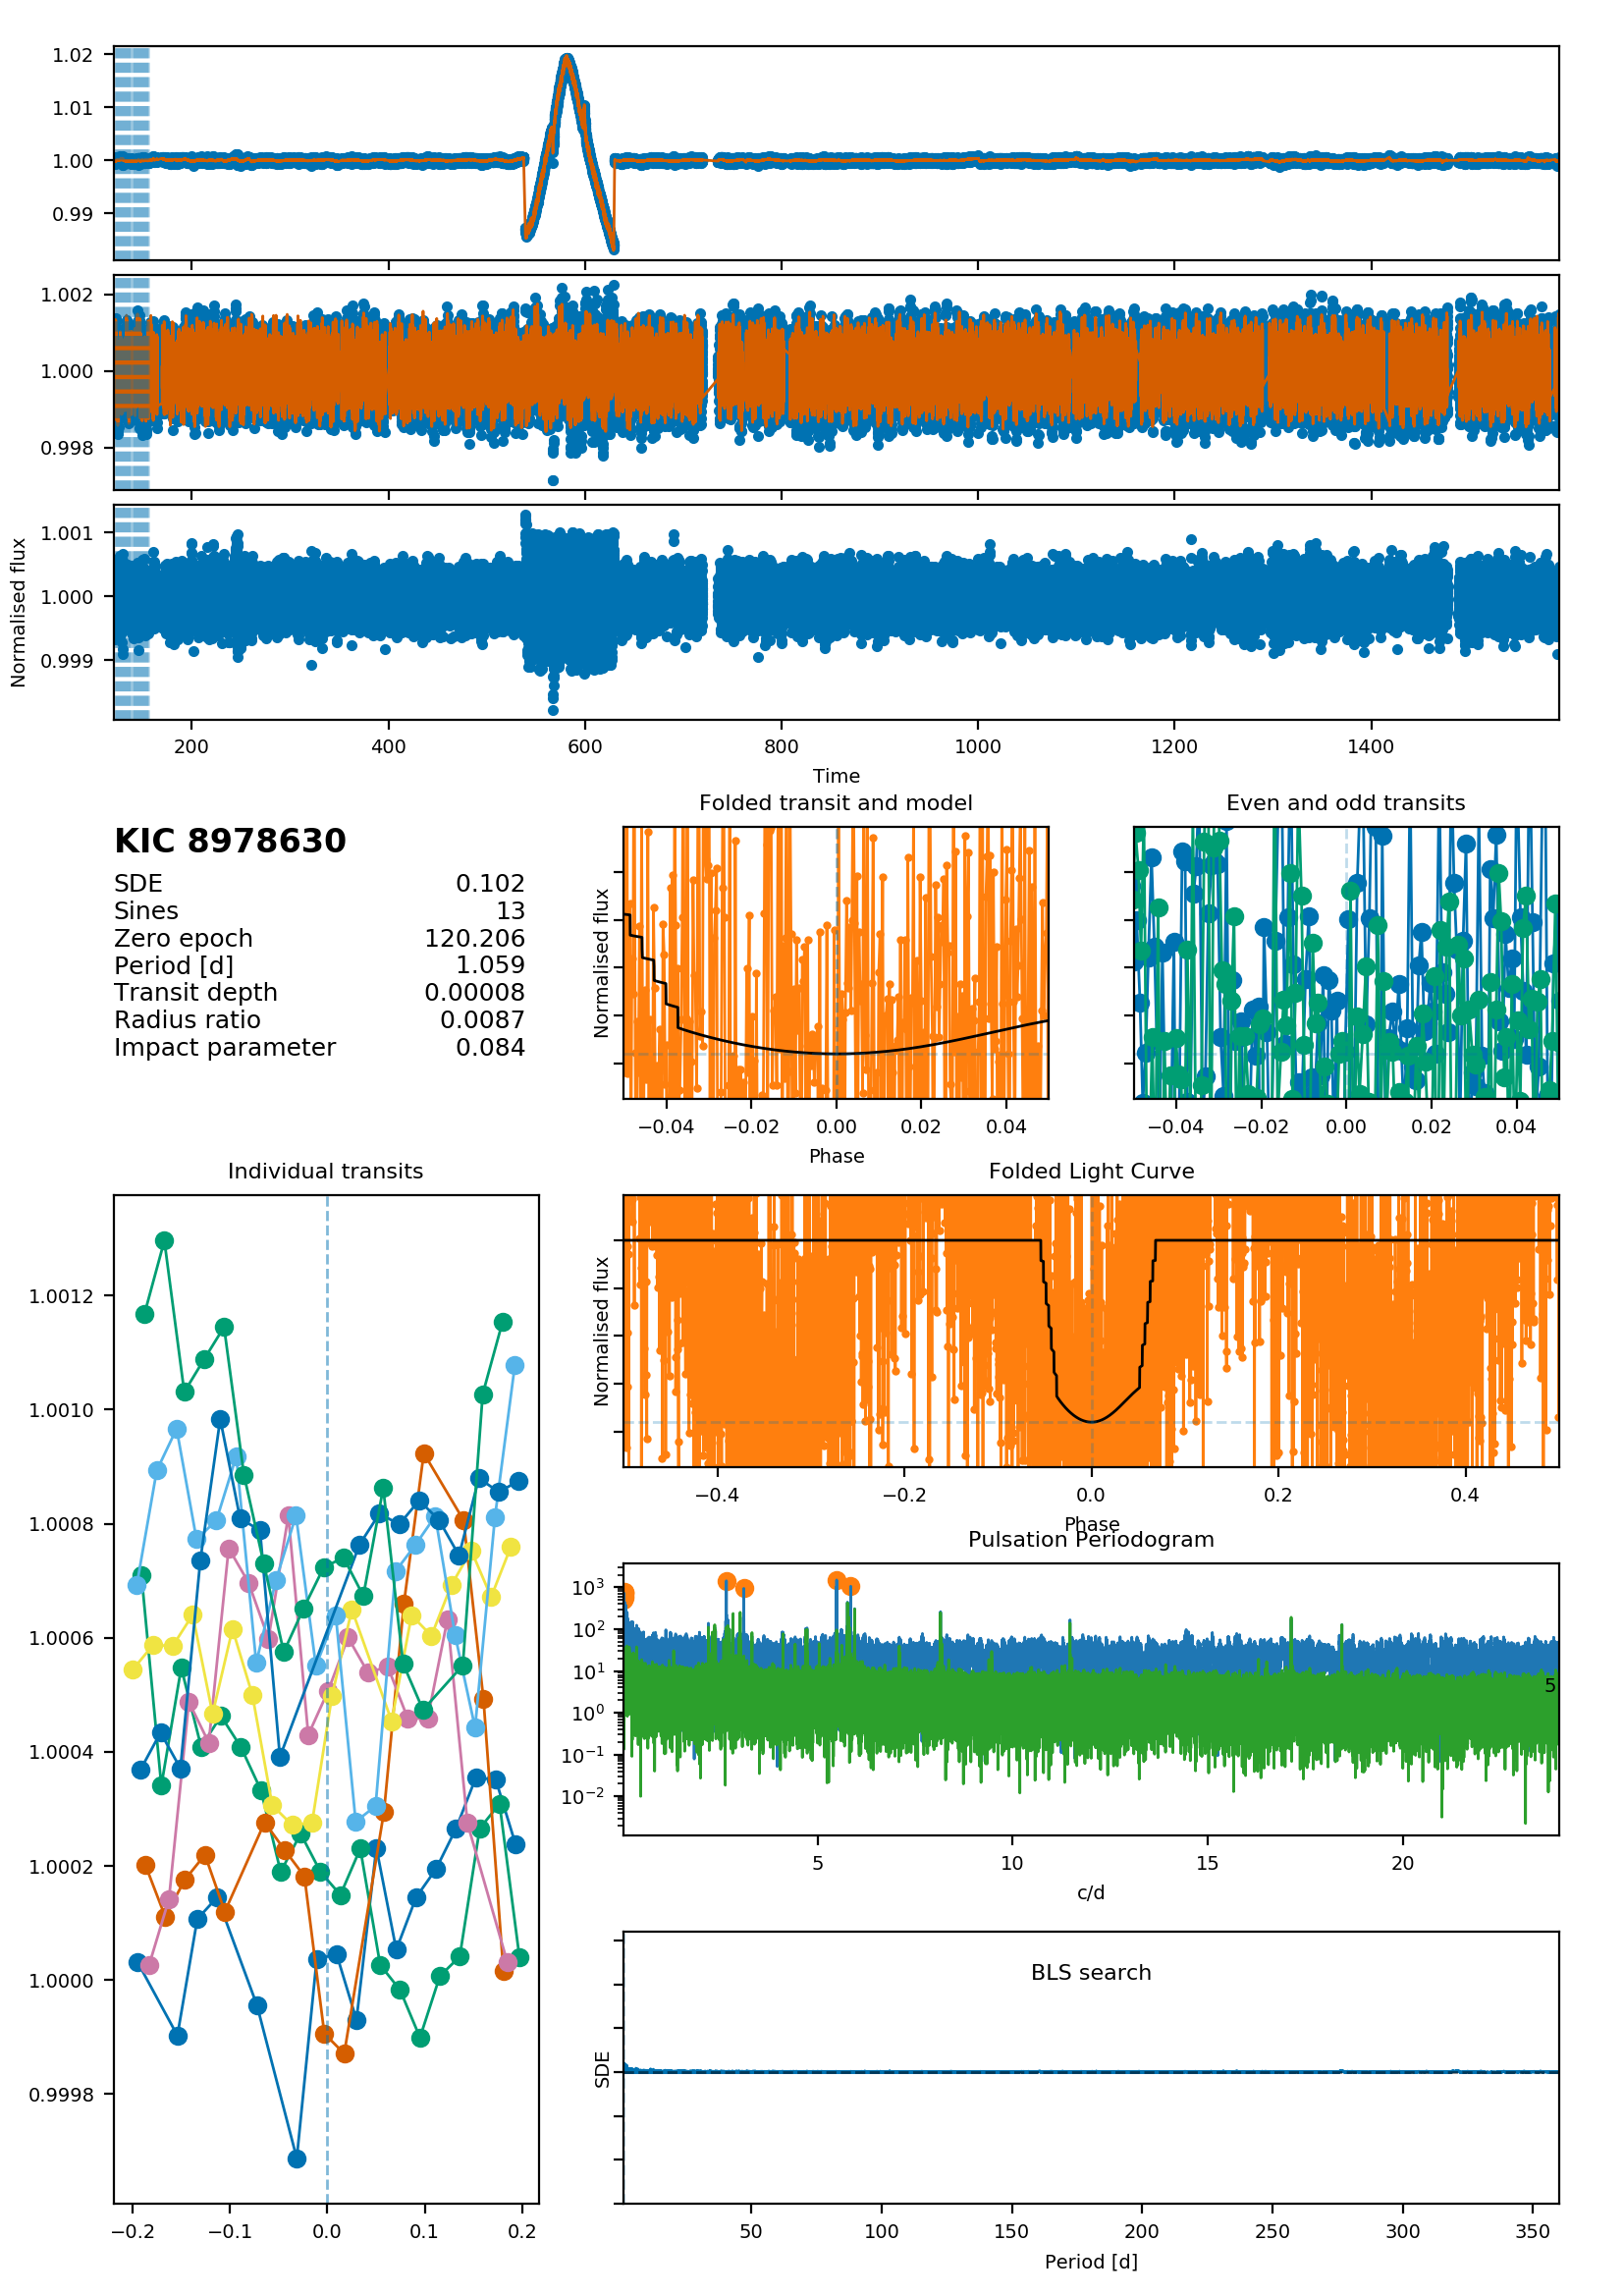 1.02
1.01
1.00
0.99
1.002
1.000
0.998
1.001
1.000
0.999
Normalised flux
200 400 600 800 1000 1200 1400
Time
KIC 8978630
SDE 0.102
Sines 13
Zero epoch 120.206
Period [d] 1.059
Transit depth 0.00008
Radius ratio 0.0087
Impact parameter 0.084
Folded transit and model
Normalised flux
−0.04 −0.02 0.00 0.02 0.04
Phase
Even and odd transits
−0.04 −0.02 0.00 0.02 0.04
Individual transits
1.0012
1.0010
1.0008
1.0006
1.0004
1.0002
1.0000
0.9998
−0.2 −0.1 0.0 0.1 0.2
Folded Light Curve
Normalised flux
−0.4 −0.2 0.0 0.2 0.4
Phase
Pulsation Periodogram
10³
10²
10¹
10⁰
10⁻¹
10⁻²
5
5 10 15 20
c/d
BLS search
SDE
50 100 150 200 250 300 350
Period [d]